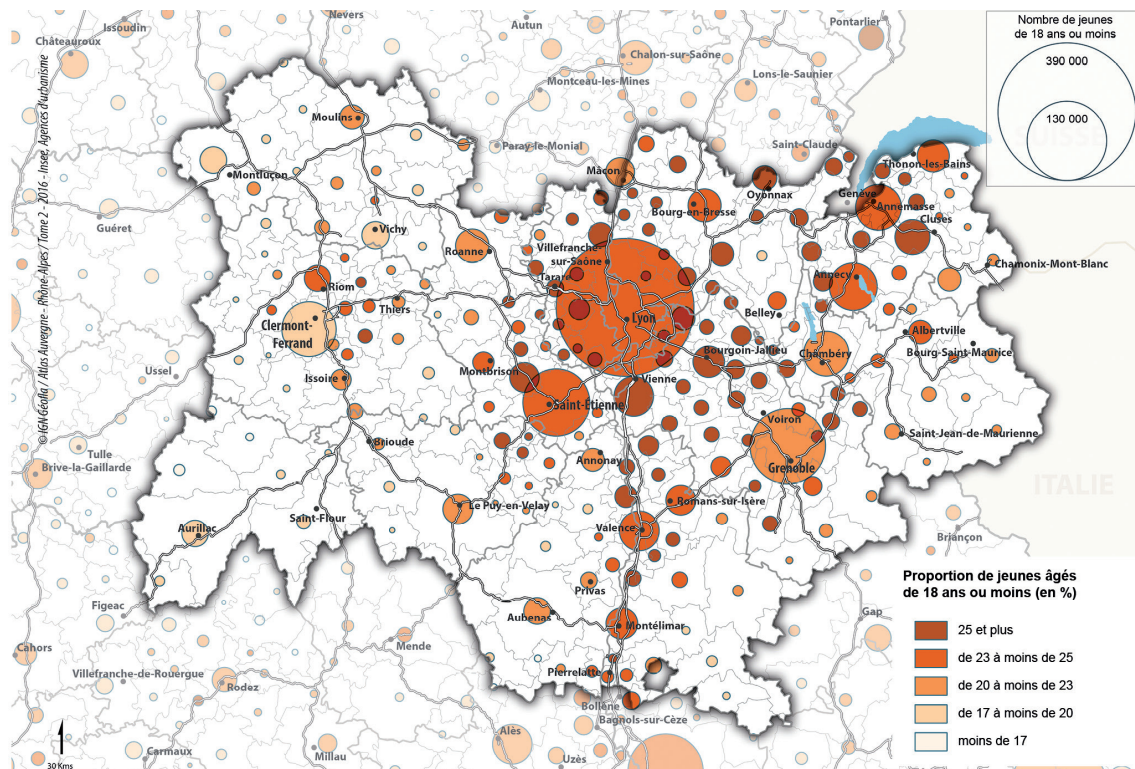 Nevers
Autun
Pontarlier
Issoudun
Châteauroux
Chalon-sur-Saône
Lons-le-Saunier
Montceau-les-Mines
Nombre de jeunes
de 18 ans ou moins
390 000
130 000
SUISSE
Moulins
Paray-le-Monial
Saint-Claude
Thonon-les-Bains
Montluçon
Mâcon
Oyonnax
Genève
Annemasse
Bourg-en-Bresse
Cluses
Guéret
Vichy
Roanne
Villefranche-
sur-Saône
Chamonix-Mont-Blanc
Tarare
Annecy
Riom
Thiers
Lyon
Belley
Clermont-
Ferrand
Albertville
Bourg-Saint-Maurice
Bourgoin-Jallieu
Chambéry
Ussel
Montbrison
Issoire
Vienne
Saint-Étienne
Voiron
Saint-Jean-de-Maurienne
Tulle
Brive-la-Gaillarde
Brioude
Annonay
Grenoble
ITALIE
Le Puy-en-Velay
Romans-sur-Isère
Saint-Flour
Aurillac
Valence
Briançon
Privas
Figeac
Aubenas
Gap
Montélimar
Mende
Cahors
Villefranche-de-Rouergue
Rodez
Pierrelatte
Bollène
Bagnols-sur-Cèze
Alès
Carmaux
Millau
Uzès
30 Kms
Proportion de jeunes âgés
de 18 ans ou moins (en %)
25 et plus
de 23 à moins de 25
de 20 à moins de 23
de 17 à moins de 20
moins de 17
© IGN Géofla / Atlas Auvergne - Rhône-Alpes / Tome 2 - 2016 - Insee, Agences d'urbanisme